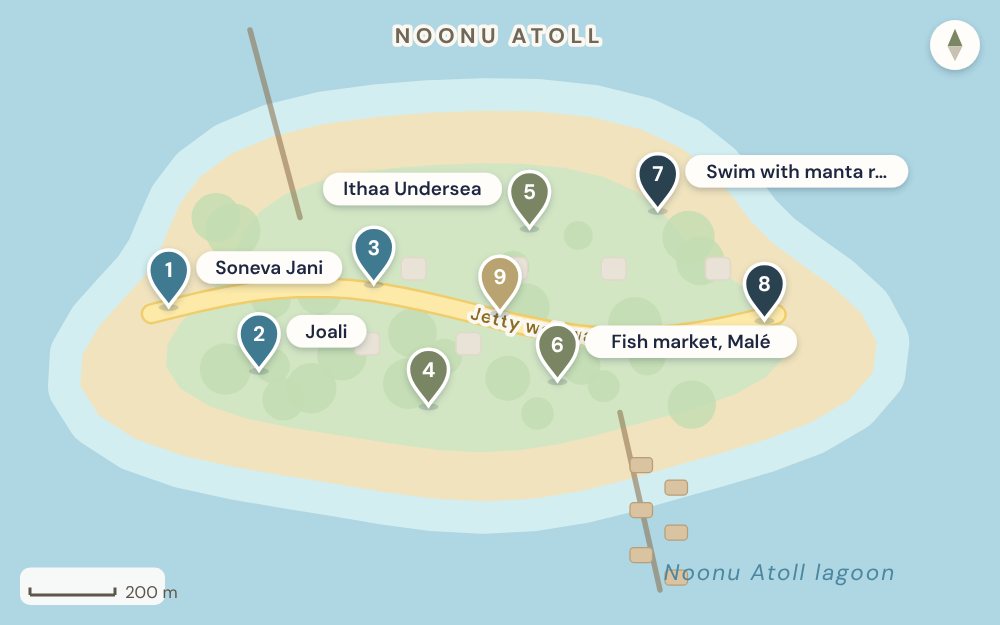 NOONU ATOLL
7
Swim with manta r...
5
Ithaa Undersea
3
1
Soneva Jani
9
8
2
Joali
Jetty
6
Fish market, Malé
4
Noonu Atoll lagoon
200 m